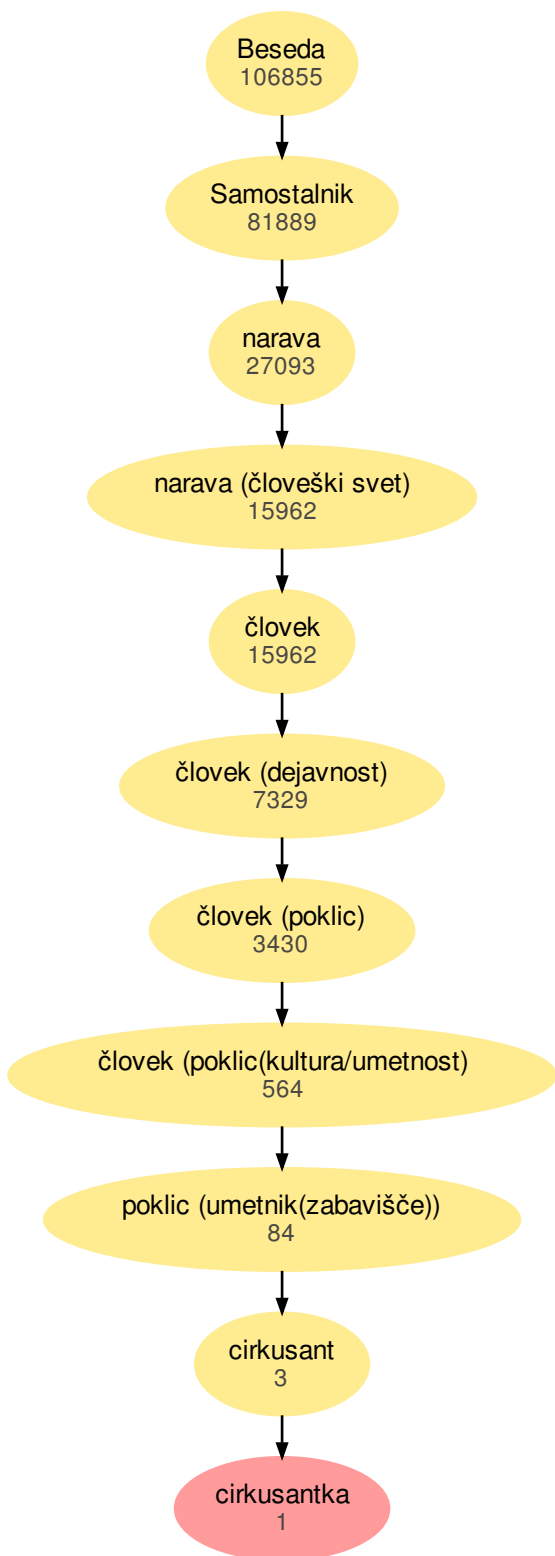 Beseda
106855
Samostalnik
81889
narava
27093
narava (človeški svet)
15962
človek
15962
človek (dejavnost)
7329
človek (poklic)
3430
človek (poklic(kultura/umetnost)
564
poklic (umetnik(zabavišče))
84
cirkusant
3
cirkusantka
1